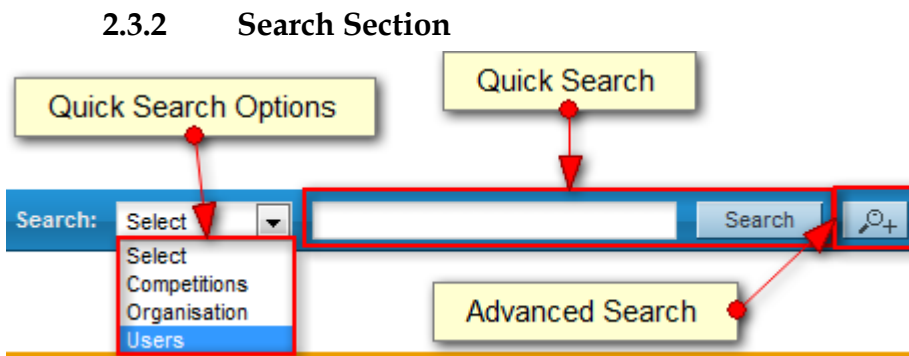 2.3.2 Search Section
Quick Search Options
Quick Search
Search: Select Search
Select
Competitions
Organisation
Users
Advanced Search